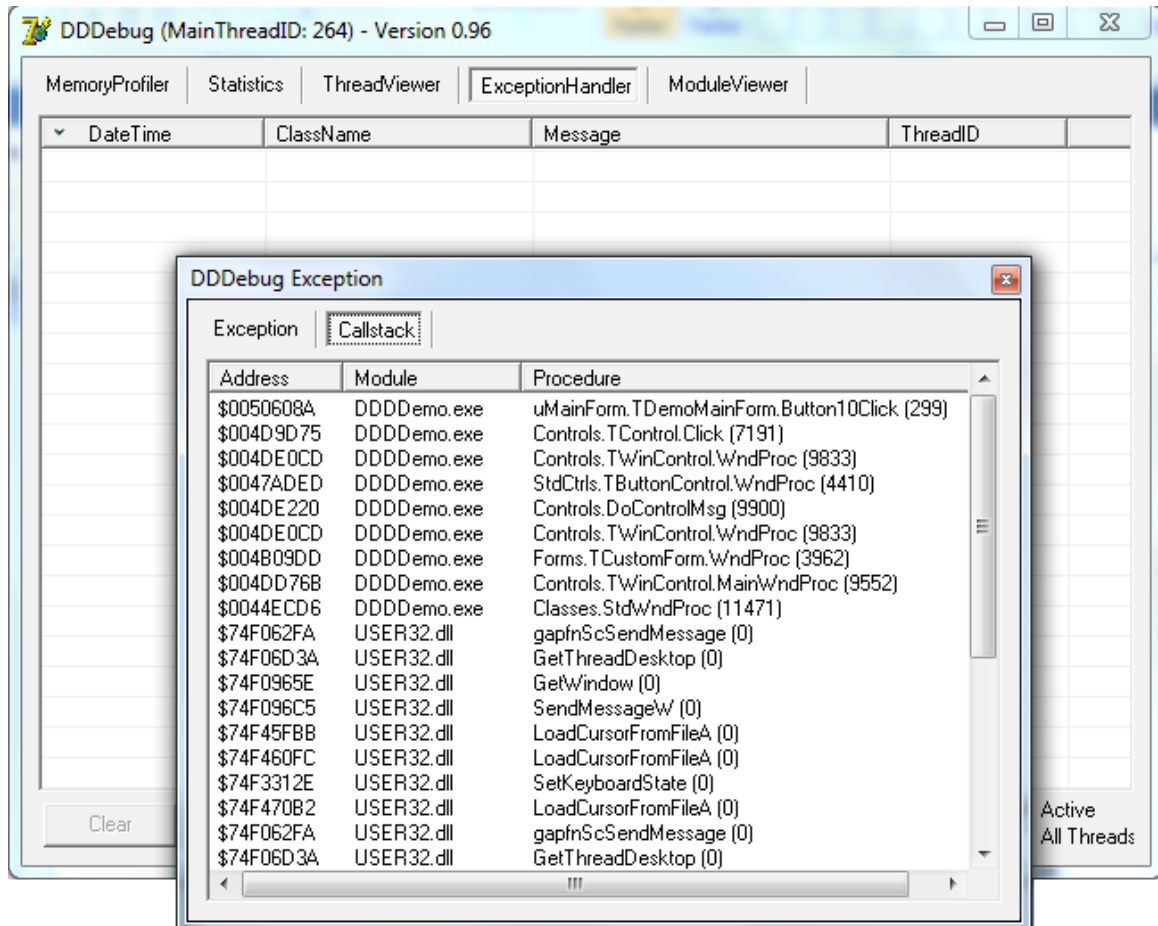 DDDebug (MainThreadID: 264) - Version 0.96
MemoryProfiler Statistics ThreadViewer ExceptionHandler ModuleViewer
DateTime ClassName Message ThreadID
DDDebug Exception
Exception Callstack
Address Module Procedure
$0050608A DDDDemo.exe uMainForm.TDemoMainForm.Button10Click (299)
$004D9D75 DDDDemo.exe Controls.TControl.Click (7191)
$004DE0CD DDDDemo.exe Controls.TWinControl.WndProc (9833)
$0047ADED DDDDemo.exe StdCtrls.TButtonControl.WndProc (4410)
$004DE220 DDDDemo.exe Controls.DoControlMsg (9900)
$004DE0CD DDDDemo.exe Controls.TWinControl.WndProc (9833)
$004B09DD DDDDemo.exe Forms.TCustomForm.WndProc (3962)
$004DD76B DDDDemo.exe Controls.TWinControl.MainWndProc (9552)
$0044ECD6 DDDDemo.exe Classes.StdWndProc (11471)
$74F062FA USER32.dll gapfnScSendMessage (0)
$74F06D3A USER32.dll GetThreadDesktop (0)
$74F0965E USER32.dll GetWindow (0)
$74F096C5 USER32.dll SendMessageW (0)
$74F45FBB USER32.dll LoadCursorFromFileA (0)
$74F460FC USER32.dll LoadCursorFromFileA (0)
$74F3312E USER32.dll SetKeyboardState (0)
$74F470B2 USER32.dll LoadCursorFromFileA (0)
$74F062FA USER32.dll gapfnScSendMessage (0)
$74F06D3A USER32.dll GetThreadDesktop (0)
Clear
Active
All Threads